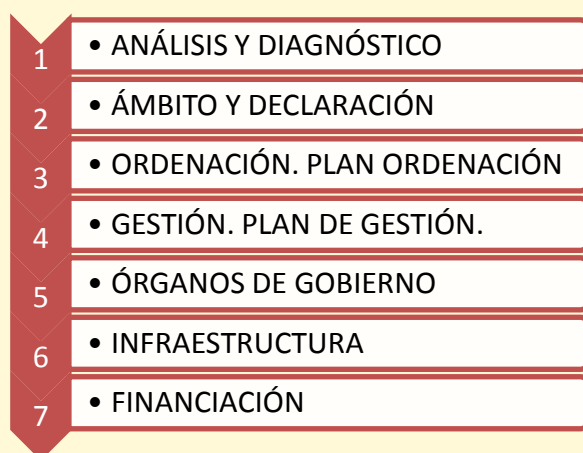 1 • ANÁLISIS Y DIAGNÓSTICO
2 • ÁMBITO Y DECLARACIÓN
3 • ORDENACIÓN. PLAN ORDENACIÓN
4 • GESTIÓN. PLAN DE GESTIÓN.
5 • ÓRGANOS DE GOBIERNO
6 • INFRAESTRUCTURA
7 • FINANCIACIÓN